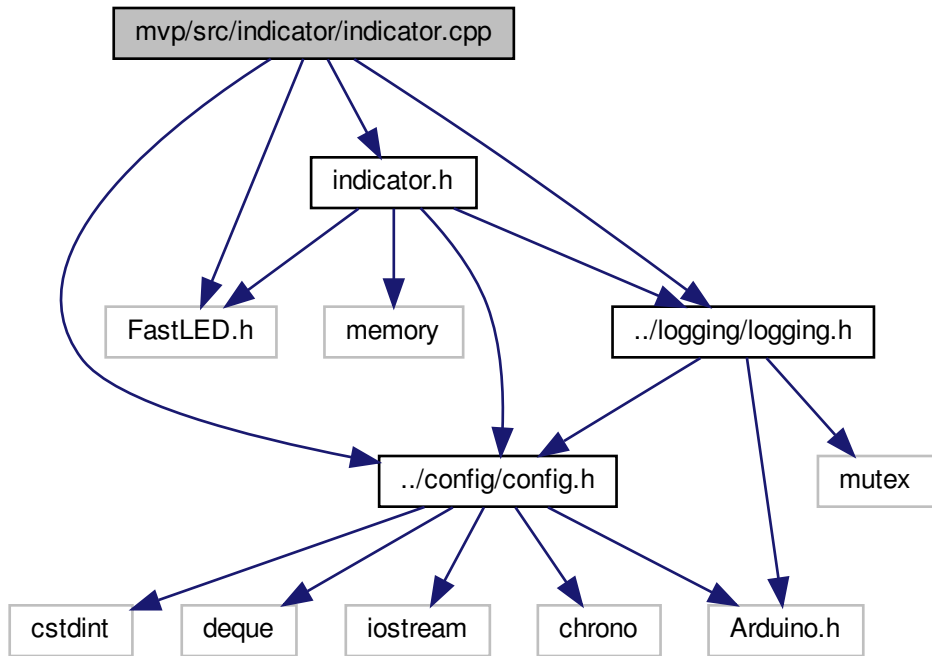 mvp/src/indicator/indicator.cpp
indicator.h
FastLED.h
memory
../logging/logging.h
../config/config.h
mutex
cstdint
deque
iostream
chrono
Arduino.h